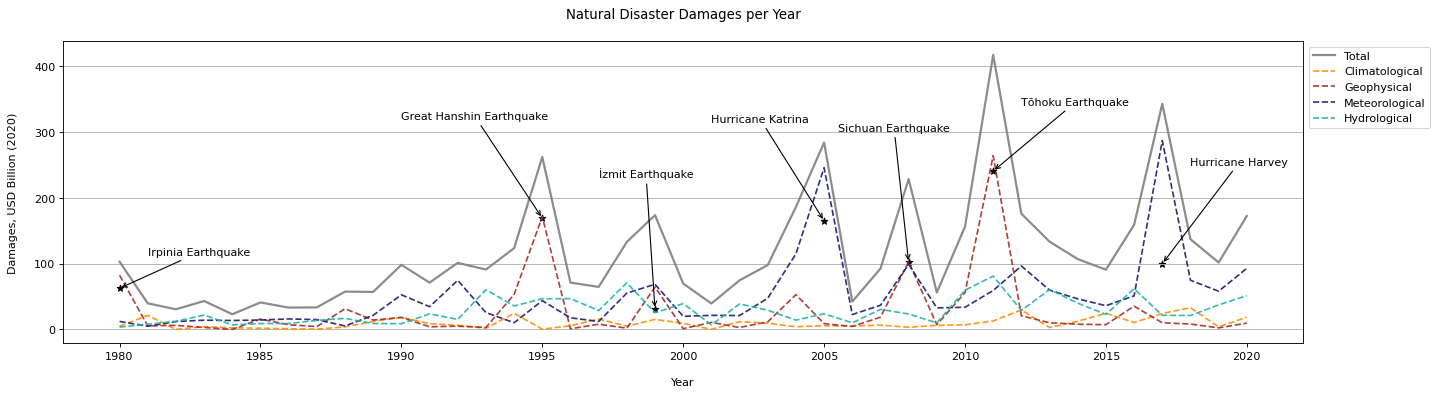 Natural Disaster Damages per Year
Damages, USD Billion (2020)
400
300
200
100
0
Great Hanshin Earthquake
Hurricane Katrina
Sichuan Earthquake
Tōhoku Earthquake
İzmit Earthquake
Hurricane Harvey
Irpinia Earthquake
Total
Climatological
Geophysical
Meteorological
Hydrological
1980 1985 1990 1995 2000 2005 2010 2015 2020
Year